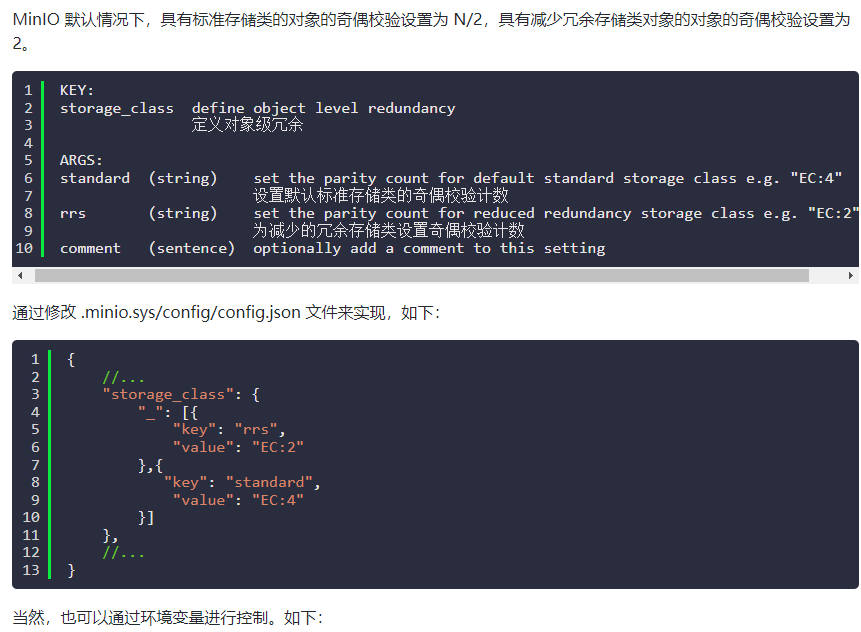 MinIO 默认情况下，具有标准存储类的对象的奇偶校验设置为 N/2，具有减少冗余存储类对象的对象的奇偶校验设置为
2。
1 KEY:
2 storage_class  define object level redundancy
3 定义对象级冗余
4
5 ARGS:
6 standard  (string)    set the parity count for default standard storage class e.g. "EC:4"
7 设置默认标准存储类的奇偶校验计数
8 rrs       (string)    set the parity count for reduced redundancy storage class e.g. "EC:2"
9 为减少的冗余存储类设置奇偶校验计数
10 comment   (sentence)  optionally add a comment to this setting
通过修改 .minio.sys/config/config.json 文件来实现，如下：
1 {
2     //...
3     "storage_class": {
4         "_": [{
5             "key": "rrs",
6             "value": "EC:2"
7         },{
8            "key": "standard",
9             "value": "EC:4"
10         }]
11     },
12     //...
13 }
当然，也可以通过环境变量进行控制。如下：